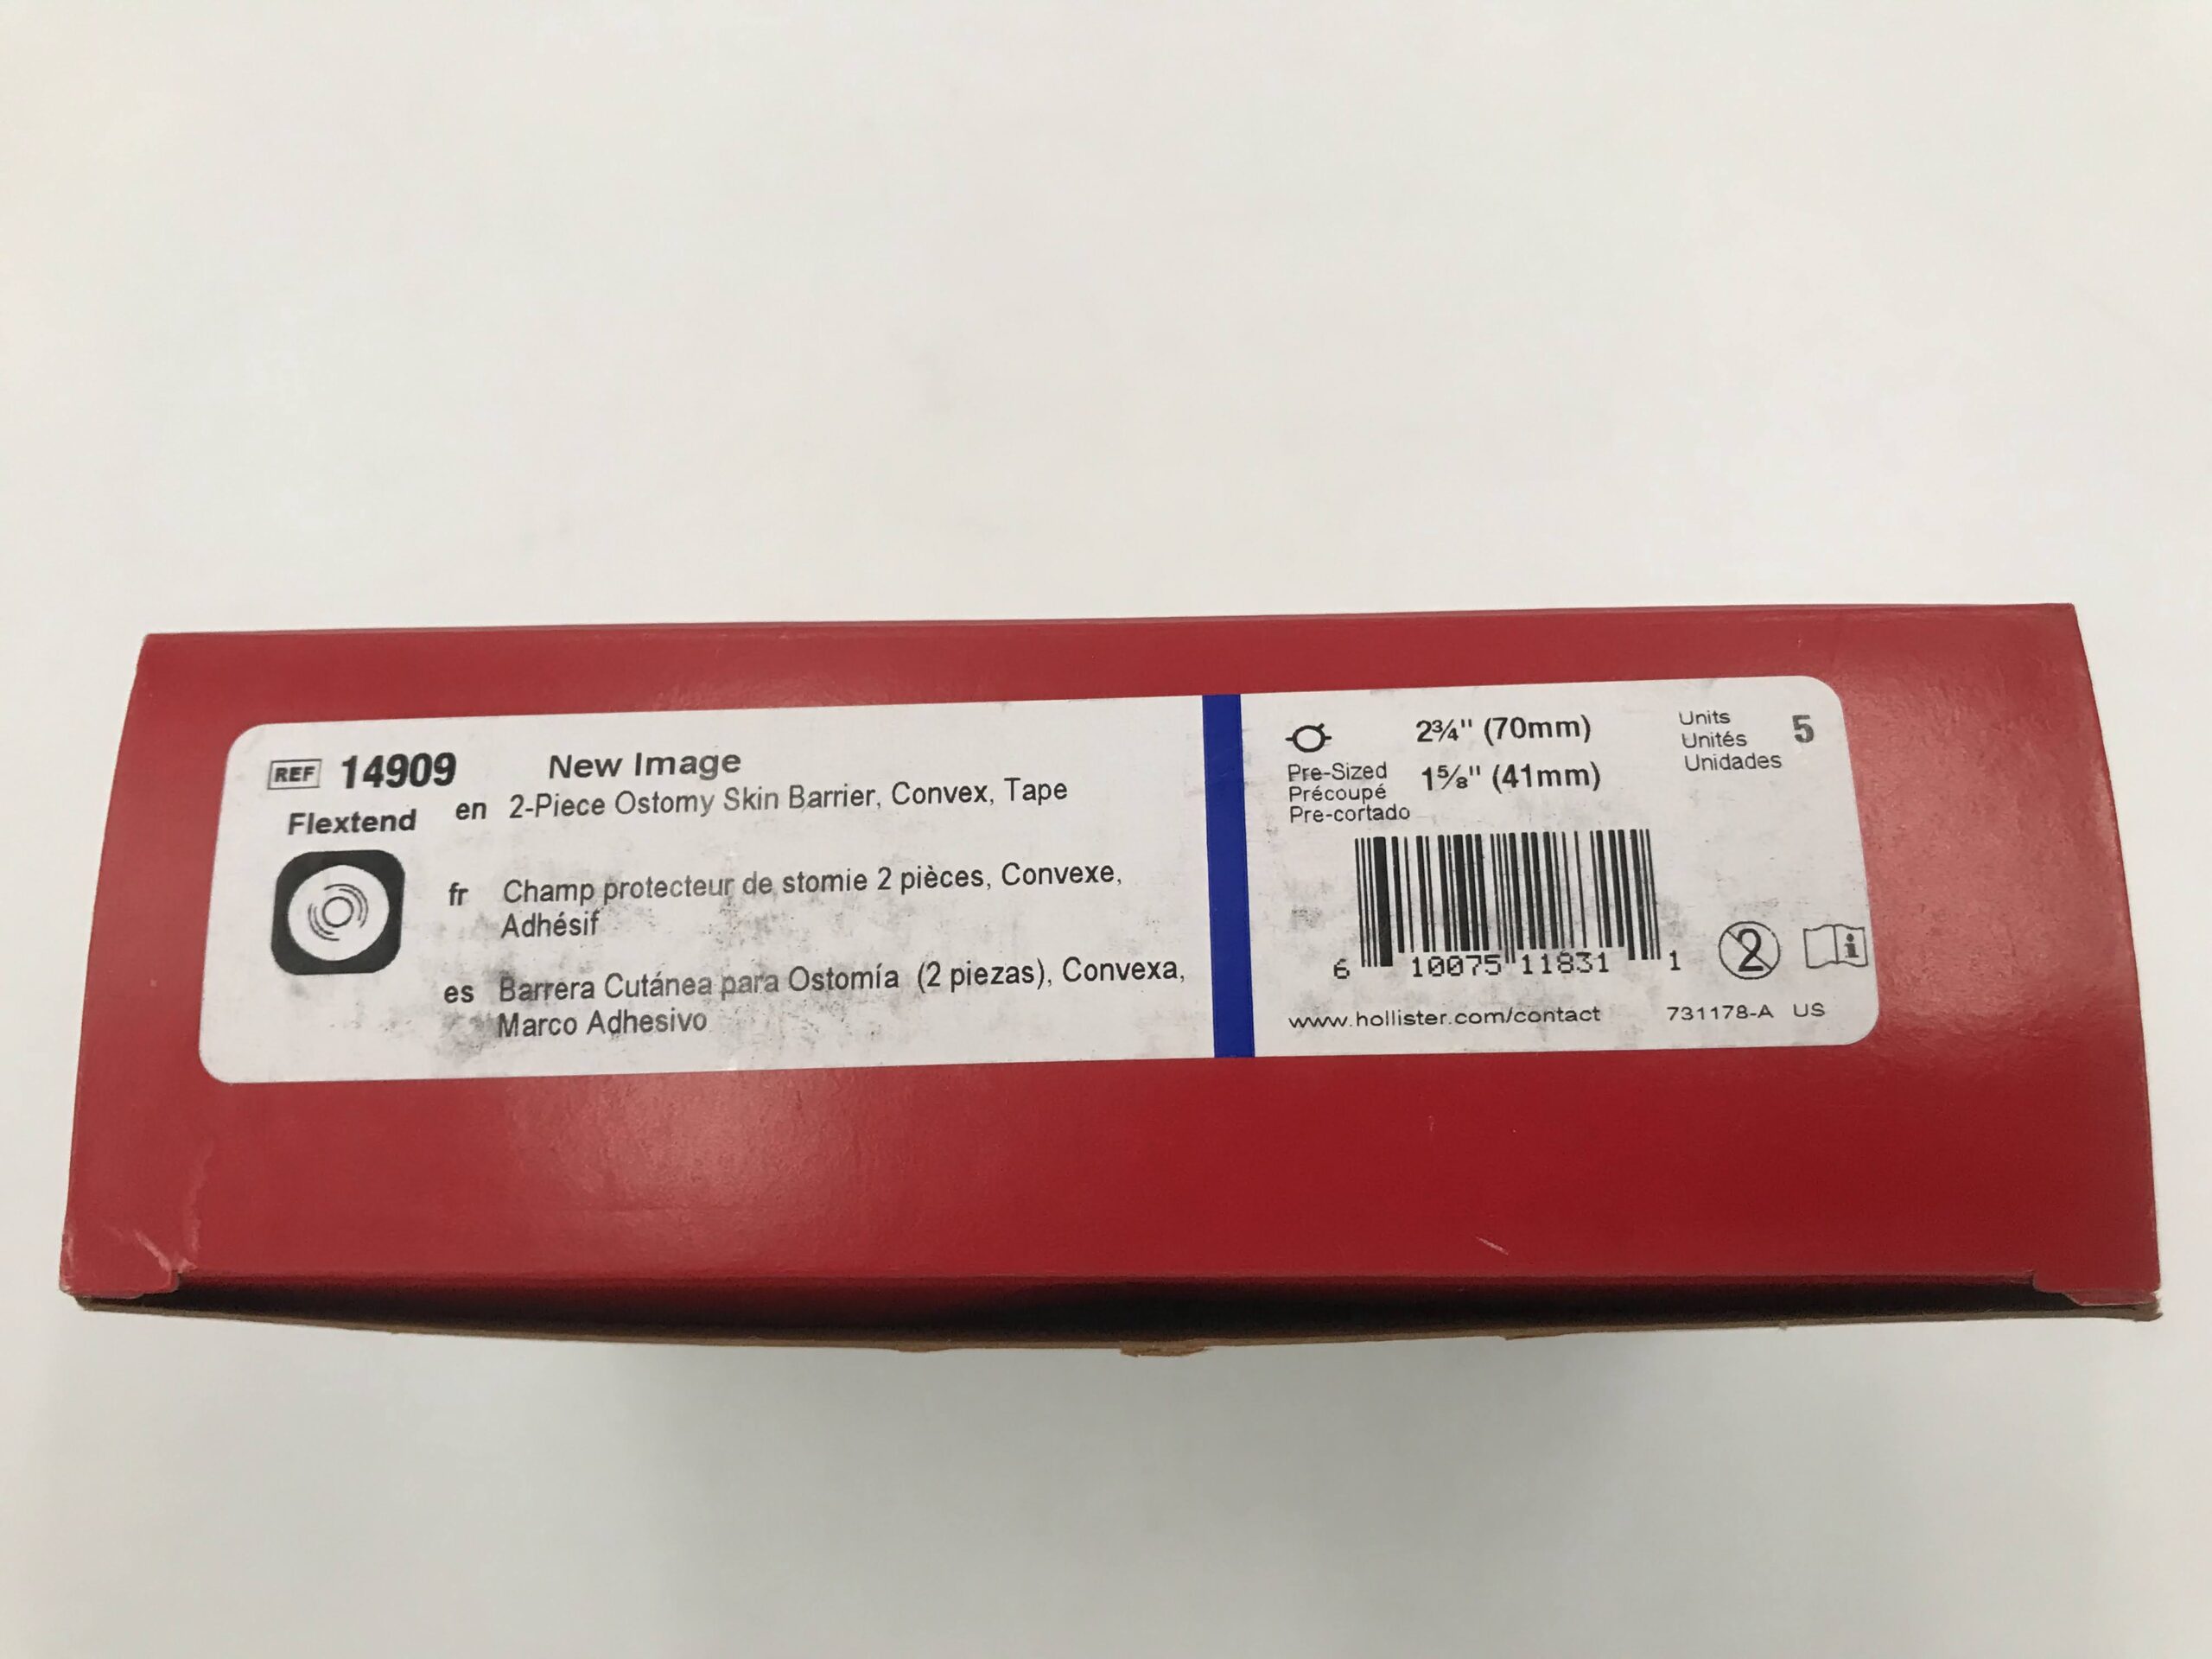 REF 14909
Flextend
New Image
en 2-Piece Ostomy Skin Barrier, Convex, Tape
fr Champ protecteur de stomie 2 pièces, Convexe,
Adhésif
es Barrera Cutánea para Ostomía (2 piezas), Convexa,
Marco Adhesivo
2¾" (70mm)
Pre-Sized 1⅝" (41mm)
Précoupé
Pre-cortado
Units 5
Unités
Unidades
6 10075 11831 1
2
i
www.hollister.com/contact 731178-A US